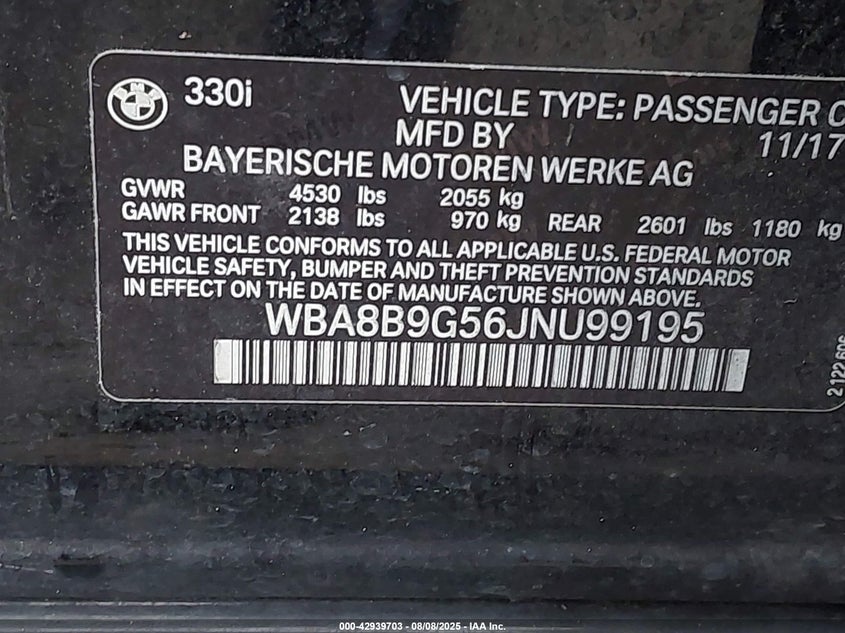 BMW 330i VEHICLE TYPE: PASSENGER C
MFD BY 11/17
BAYERISCHE MOTOREN WERKE AG
GVWR 4530 lbs 2055 kg
GAWR FRONT 2138 lbs 970 kg REAR 2601 lbs 1180 kg
THIS VEHICLE CONFORMS TO ALL APPLICABLE U.S. FEDERAL MOTOR
VEHICLE SAFETY, BUMPER AND THEFT PREVENTION STANDARDS
IN EFFECT ON THE DATE OF MANUFACTURE SHOWN ABOVE.
WBA8B9G56JNU99195
2122606
000-42939703 - 08/08/2025 - IAA Inc.